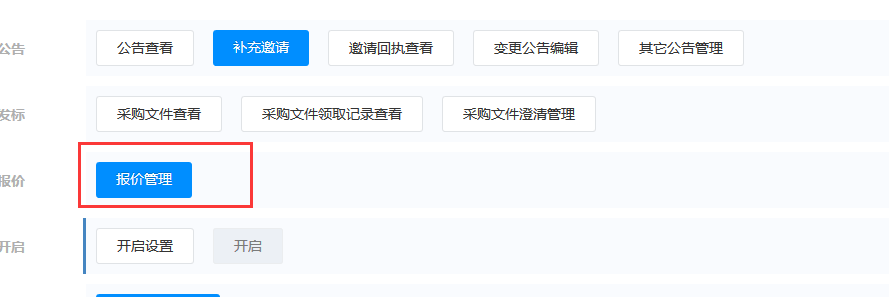 公告 公告查看 补充邀请 邀请回执查看 变更公告编辑 其它公告管理
发标 采购文件查看 采购文件领取记录查看 采购文件澄清管理
报价 报价管理
开启 开启设置 开启